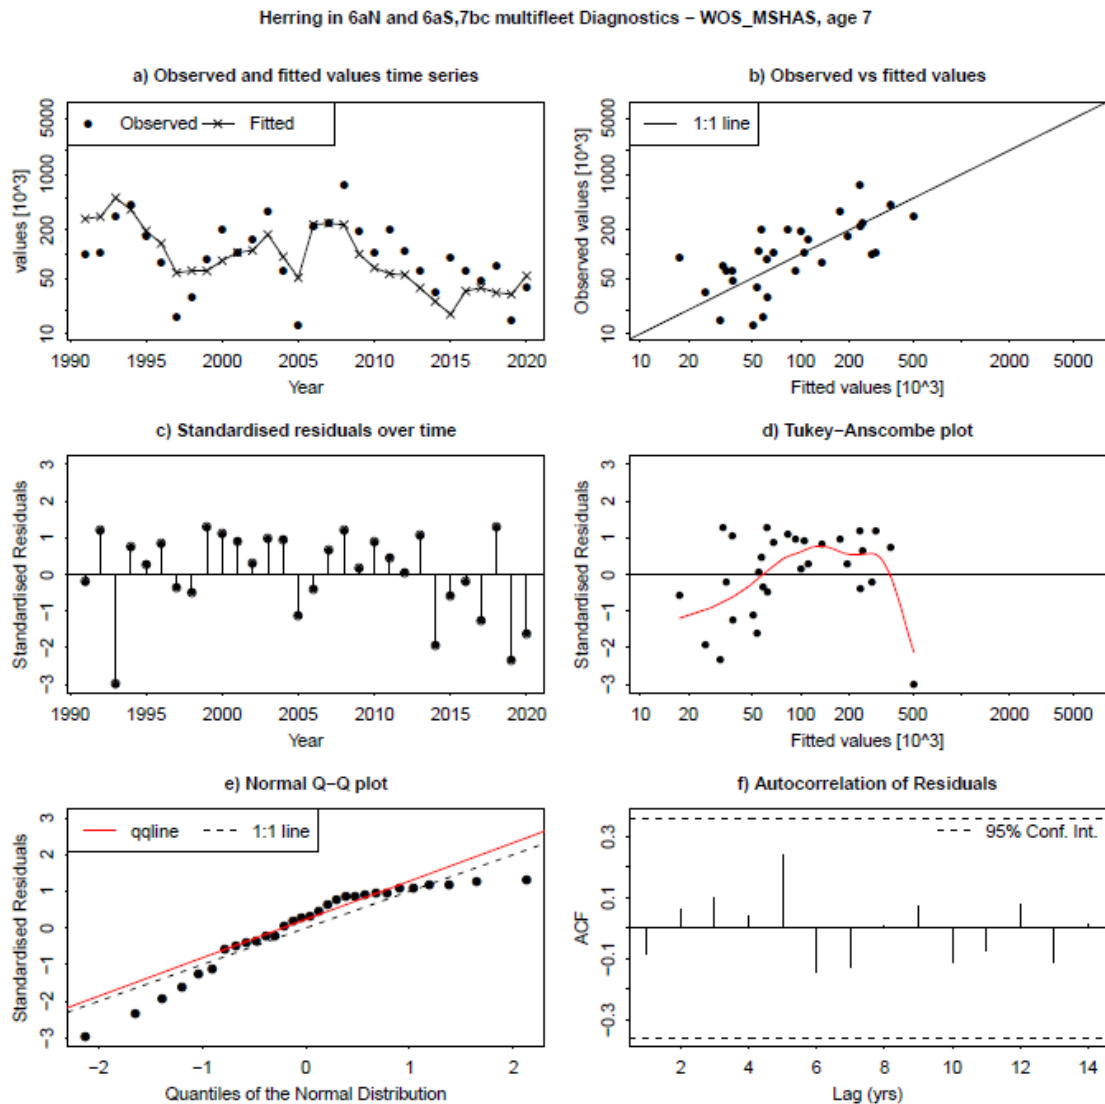 Herring in 6aN and 6aS,7bc multifleet Diagnostics − WOS_MSHAS, age 7
a) Observed and fitted values time series
values [10^3]
5000
1000
200
50
10
Observed
Fitted
1990 1995 2000 2005 2010 2015 2020
Year
b) Observed vs fitted values
Observed values [10^3]
5000
1000
200
50
10
1:1 line
10 20 50 100 200 500 2000 5000
Fitted values [10^3]
c) Standardised residuals over time
Standardised Residuals
3
2
1
0
−1
−2
−3
1990 1995 2000 2005 2010 2015 2020
Year
d) Tukey−Anscombe plot
Standardised Residuals
3
2
1
0
−1
−2
−3
10 20 50 100 200 500 2000 5000
Fitted values [10^3]
e) Normal Q−Q plot
Standardised Residuals
3
2
1
0
−1
−2
−3
qqline
1:1 line
−2 −1 0 1 2
Quantiles of the Normal Distribution
f) Autocorrelation of Residuals
ACF
0.3
0.1
−0.1
−0.3
95% Conf. Int.
2 4 6 8 10 12 14
Lag (yrs)